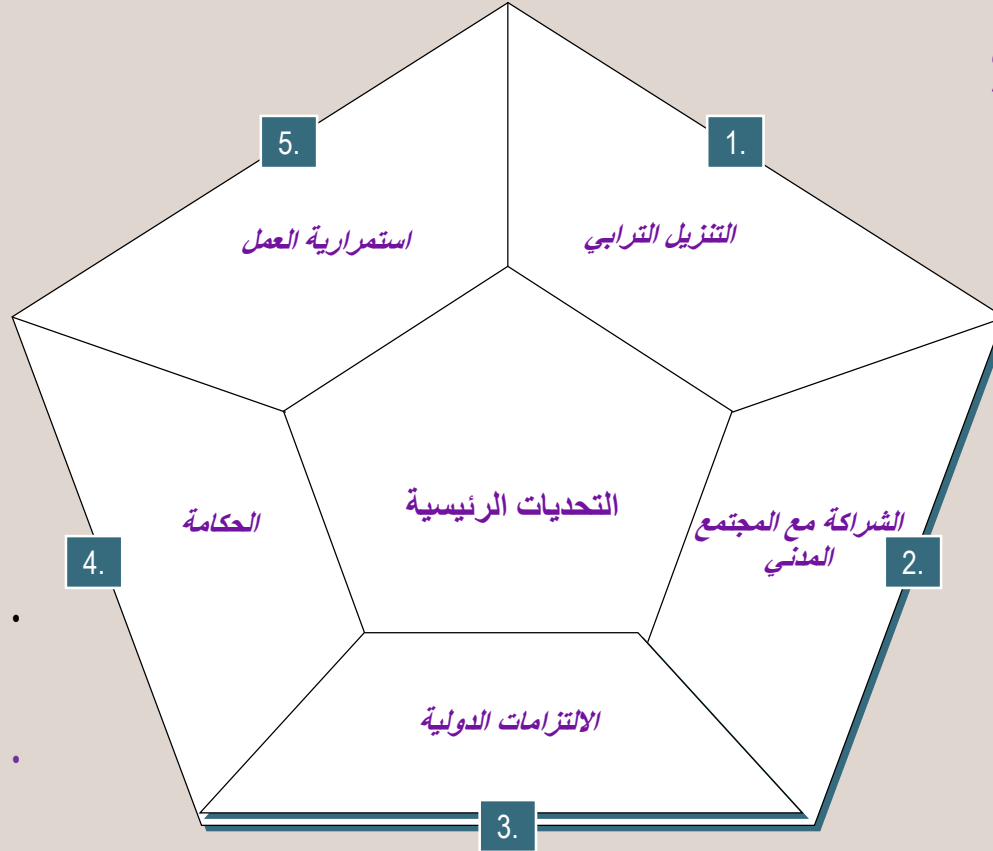 5.
1.
استمرارية العمل
التنزيل الترابي
التحديات الرئيسية
الحكامة
الشراكة مع المجتمع
المدني
4.
2.
الالتزامات الدولية
3.